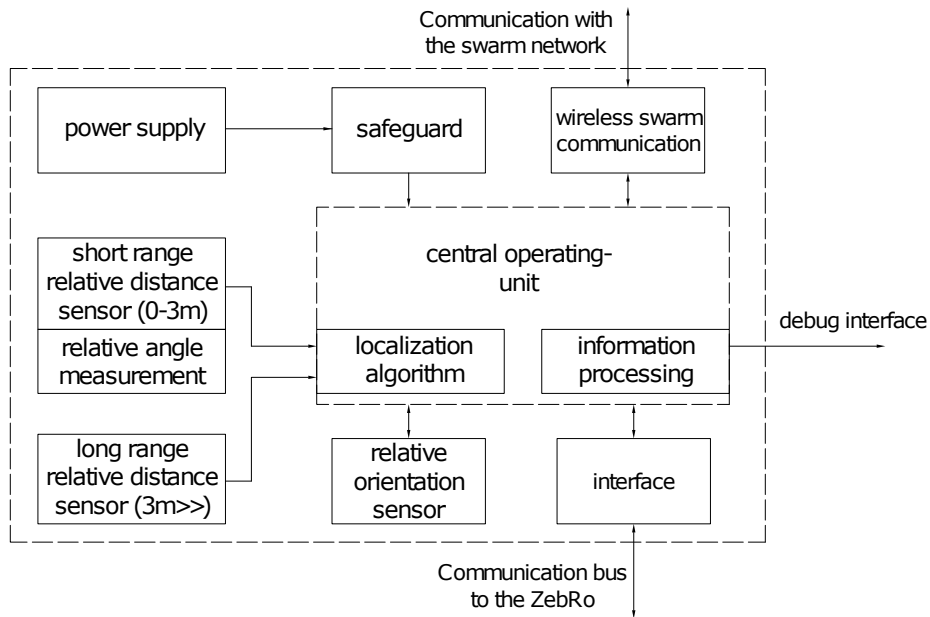 Communication with
the swarm network
power supply
safeguard
wireless swarm
communication
short range
relative distance
sensor (0-3m)
central operating-
unit
debug interface
relative angle
measurement
localization
algorithm
information
processing
long range
relative distance
sensor (3m>>)
relative
orientation
sensor
interface
Communication bus
to the ZebRo